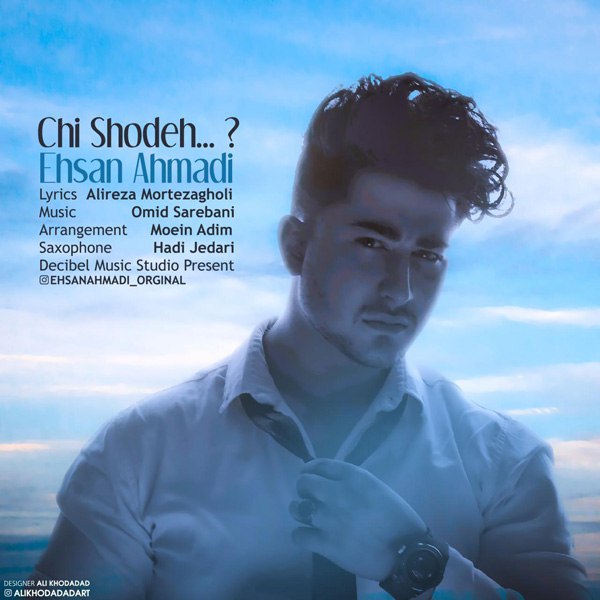 Chi Shodeh... ?
Ehsan Ahmadi
Lyrics Alireza Mortezagholi
Music Omid Sarebani
Arrangement Moein Adim
Saxophone Hadi Jedari
Decibel Music Studio Present
EHSANAHMADI_ORGINAL
DESIGNER ALI KHODADAD
ALIKHODADADART